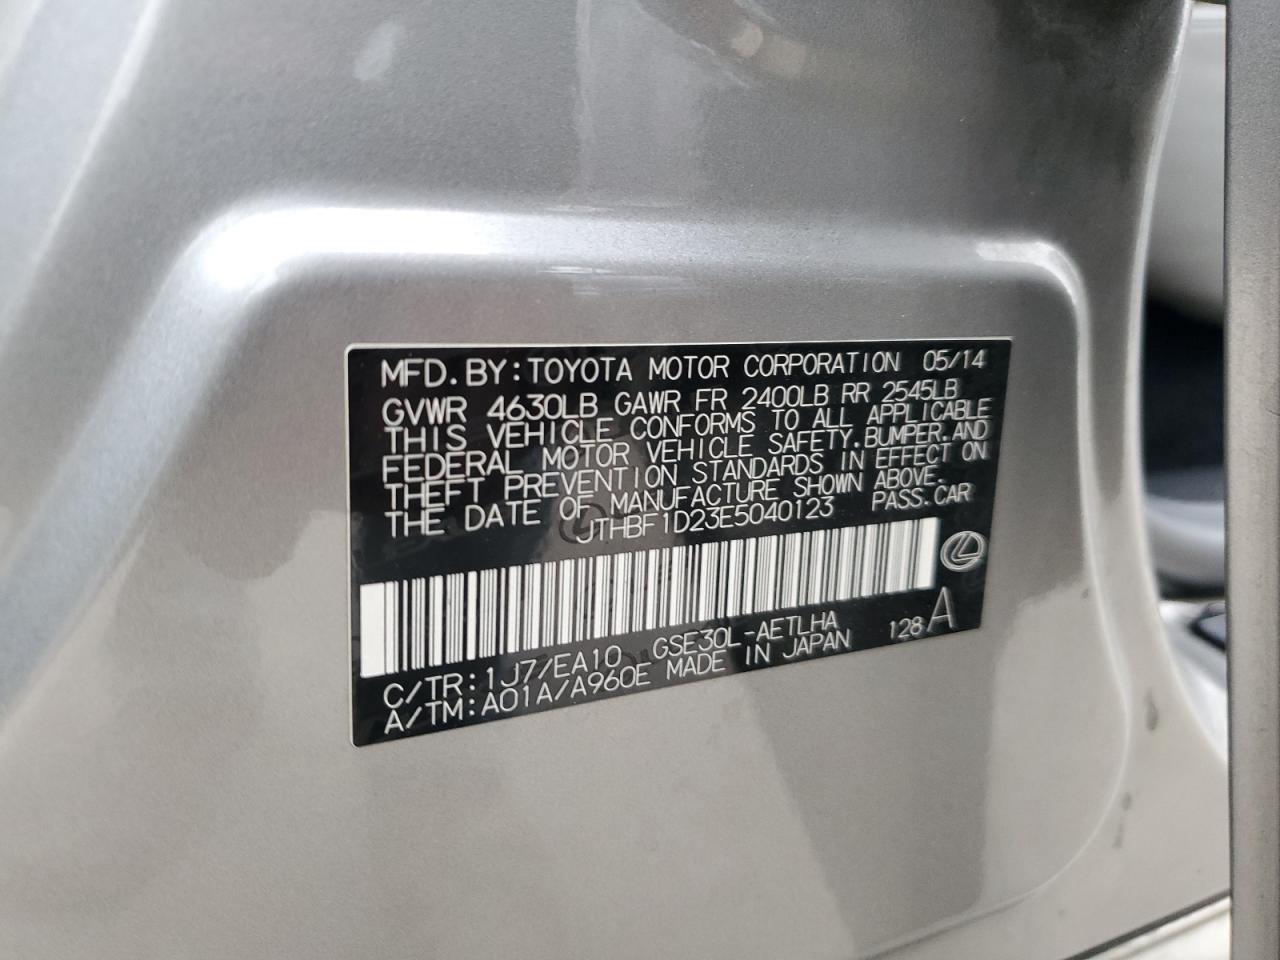 MFD. BY: TOYOTA MOTOR CORPORATION 05/14
GVWR 4630LB GAWR FR 2400LB RR 2545LB
THIS VEHICLE CONFORMS TO ALL APPLICABLE
FEDERAL MOTOR VEHICLE SAFETY, BUMPER, AND
THEFT PREVENTION STANDARDS IN EFFECT ON
THE DATE OF MANUFACTURE SHOWN ABOVE.
JTHBF1D23E5040123 PASS. CAR
C/TR: 1J7/EA10 GSE30L-AETLHA 128 A
A/TM: A01A/A960E MADE IN JAPAN